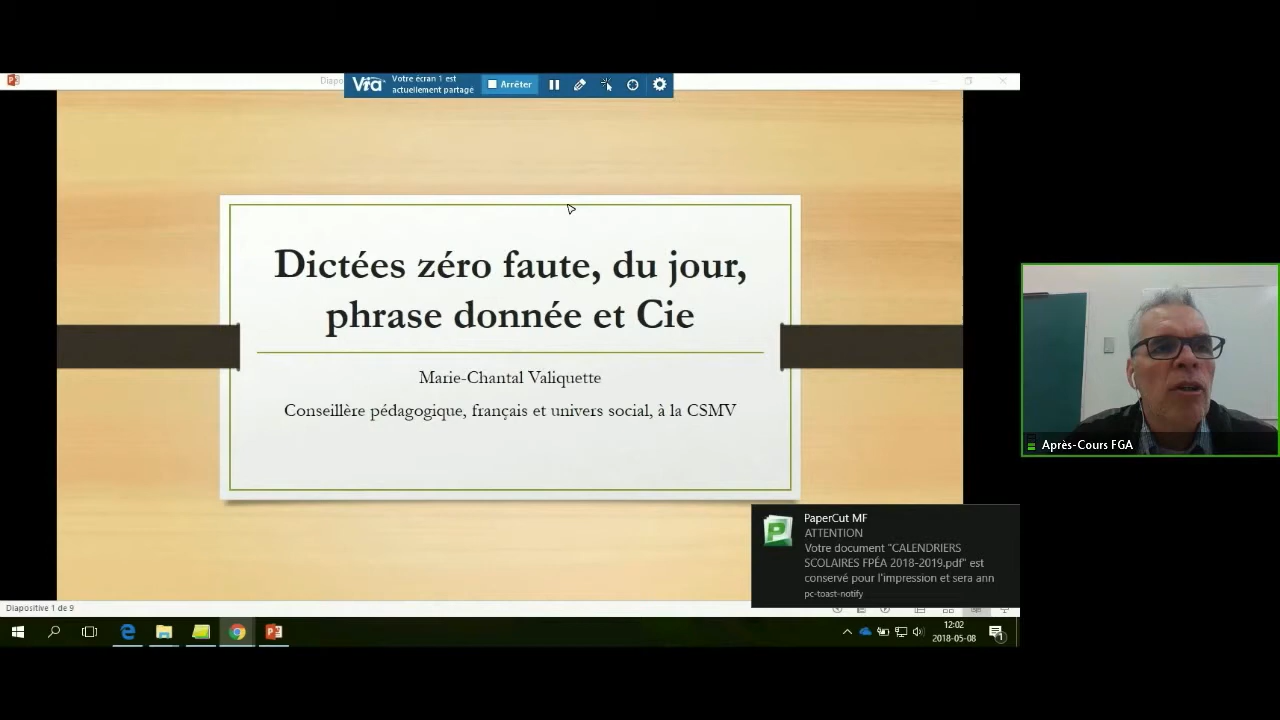 Diapo
Via
Votre écran 1 est
actuellement partagé
Arrêter
Dictées zéro faute, du jour,
phrase donnée et Cie
Marie-Chantal Valiquette
Conseillère pédagogique, français et univers social, à la CSMV
Après-Cours FGA
PaperCut MF
ATTENTION
Votre document "CALENDRIERS
SCOLAIRES FPÉA 2018-2019.pdf" est
conservé pour l'impression et sera ann
pc-toast-notify
Diapositive 1 de 9
12:02
2018-05-08
1